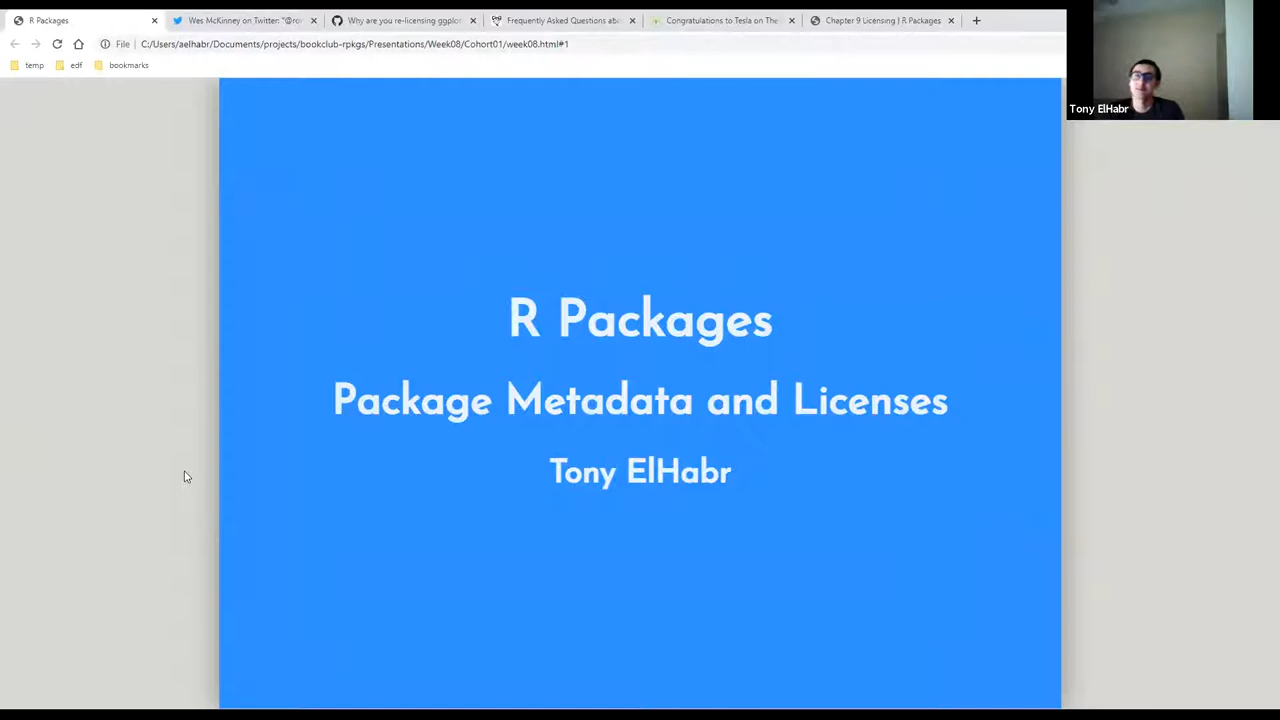 R Packages
Wes McKinney on Twitter: "@ro
Why are you re-licensing ggplo
Frequently Asked Questions abo
Congratulations to Tesla on The
Chapter 9 Licensing | R Packages
File
C:/Users/aelhabr/Documents/projects/bookclub-rpkgs/Presentations/Week08/Cohort01/week08.html#1
temp
edf
bookmarks
Tony ElHabr
R Packages
Package Metadata and Licenses
Tony ElHabr